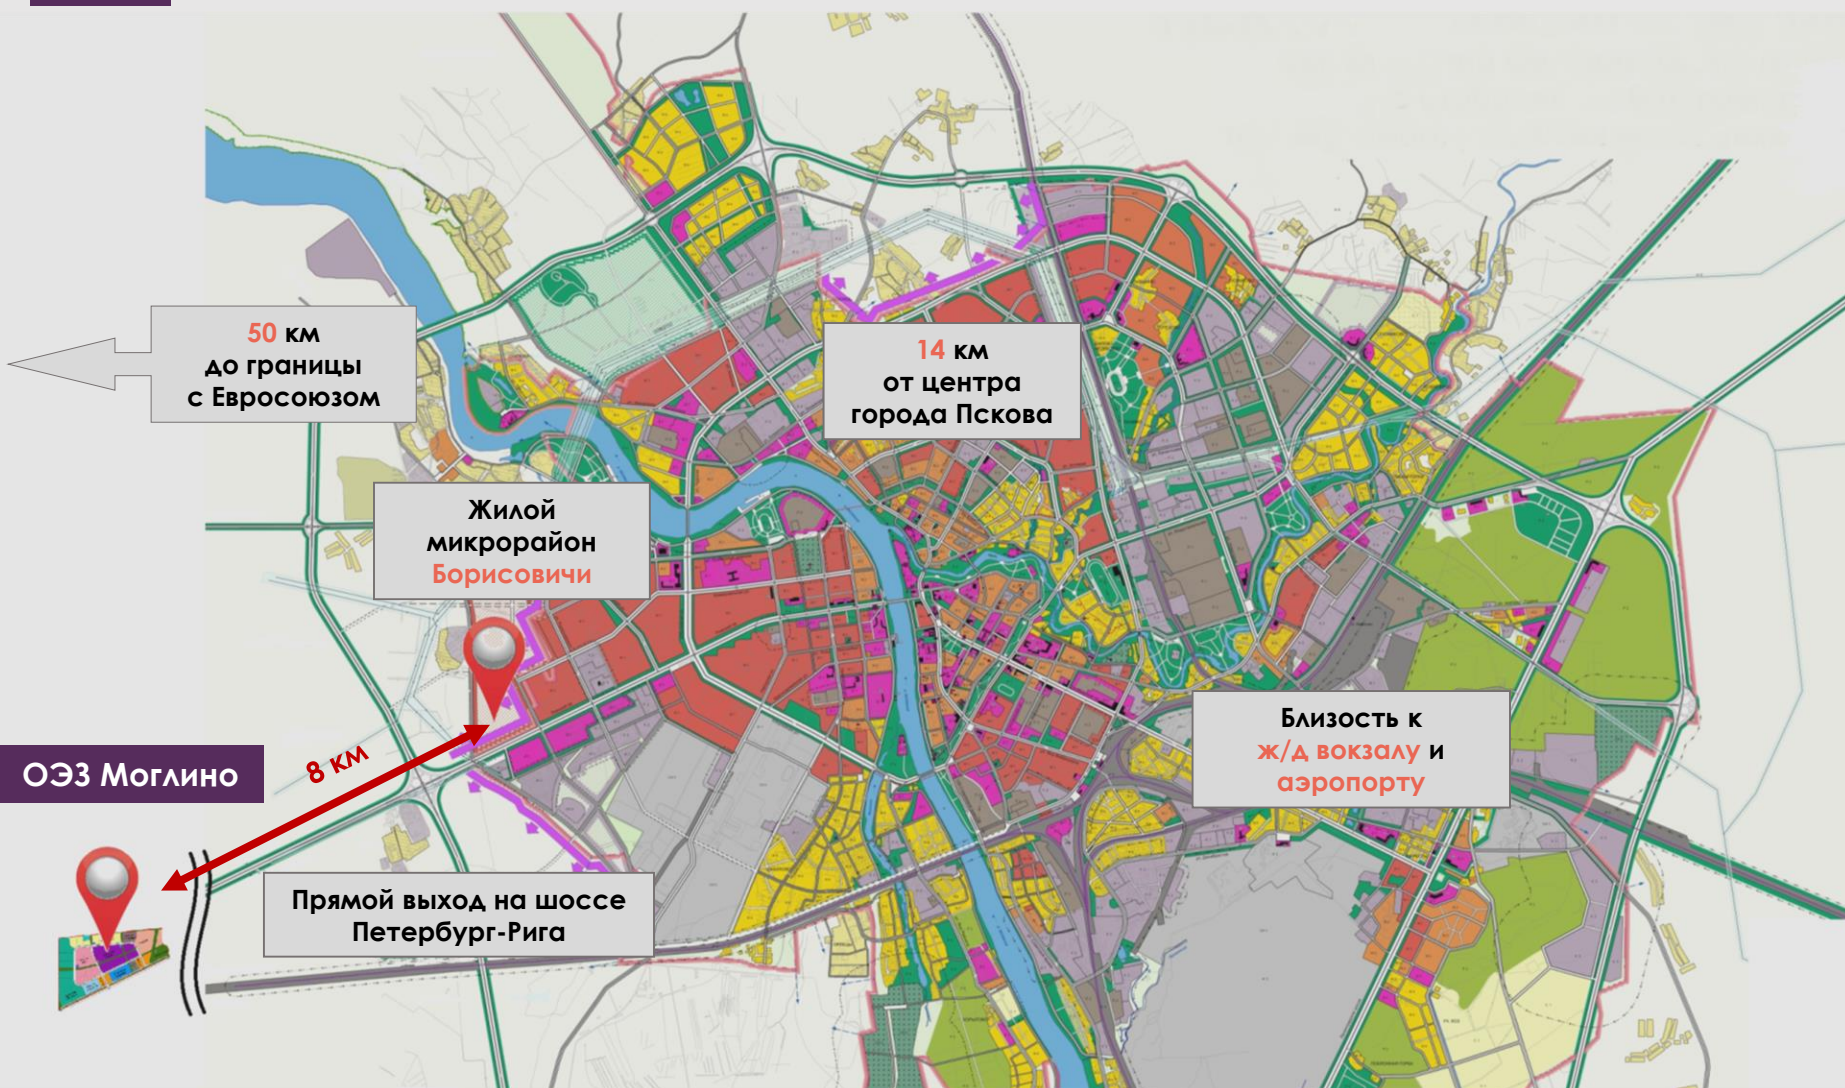 50 км
до границы
с Евросоюзом
14 км
от центра
города Пскова
Жилой
микрорайон
Борисовичи
Близость к
ж/д вокзалу и
аэропорту
ОЭЗ Моглино
8 км
Прямой выход на шоссе
Петербург-Рига